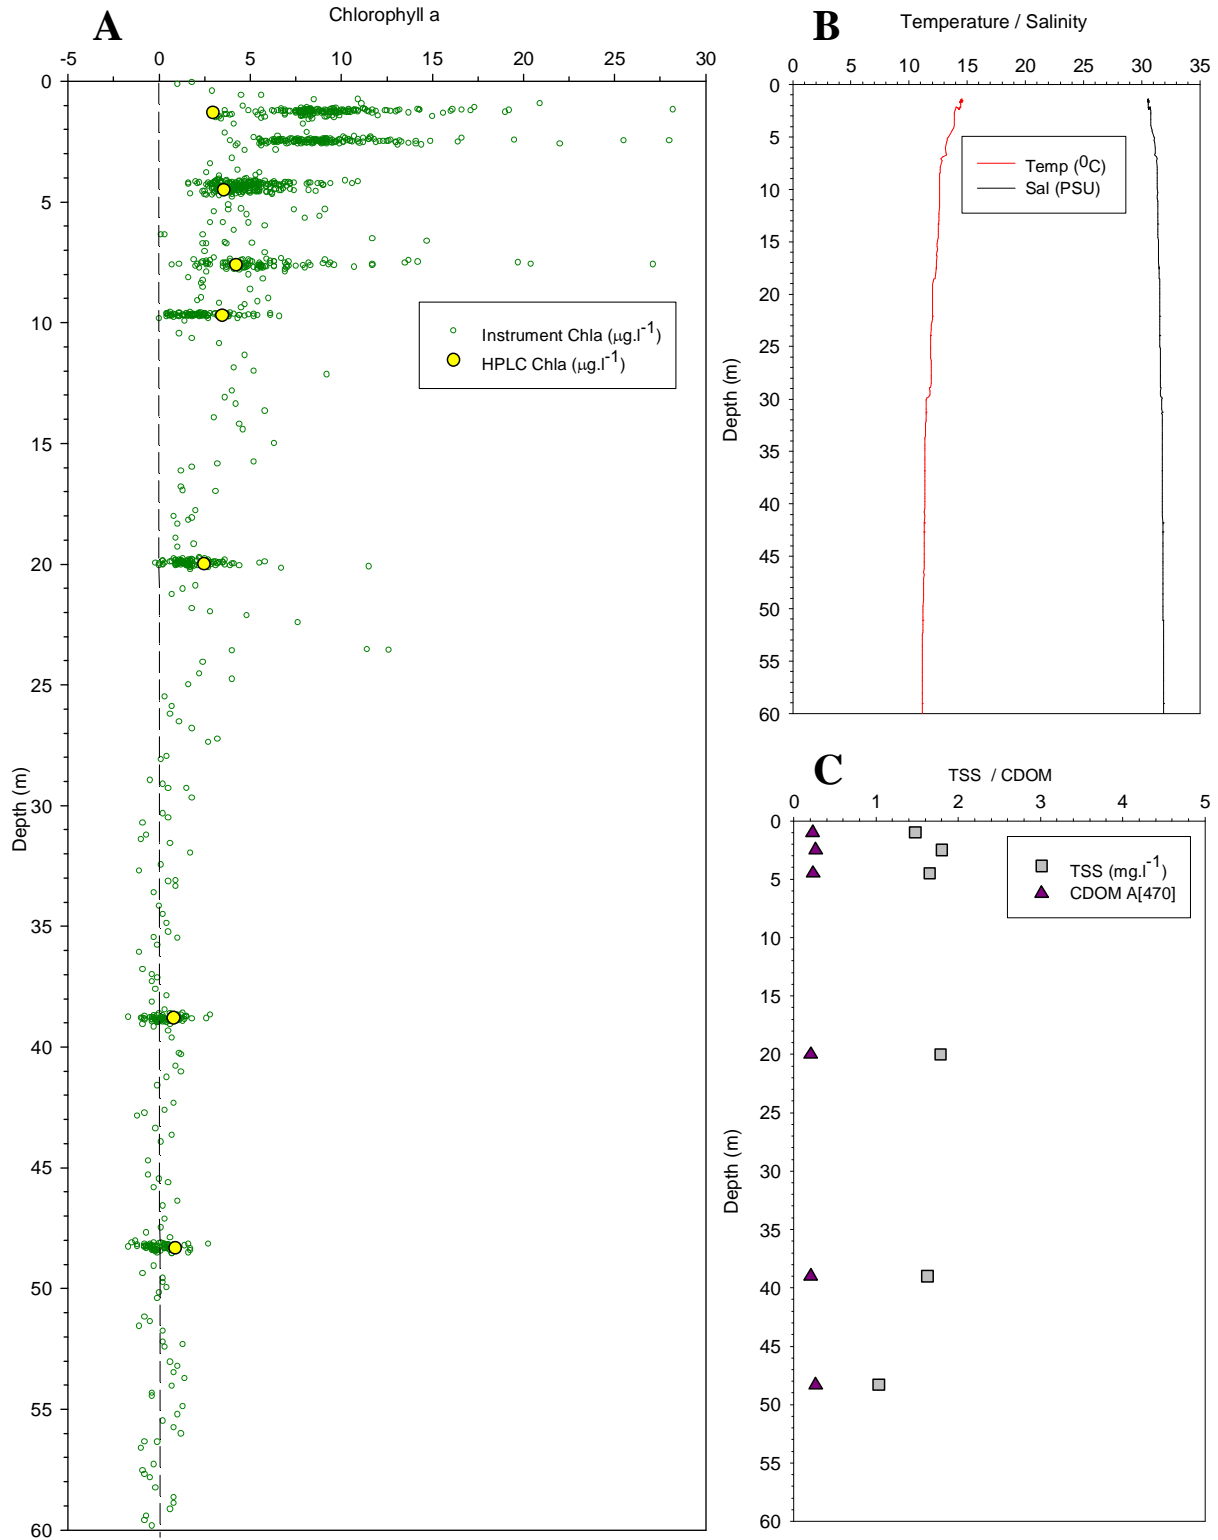 A
Chlorophyll a
-5 0 5 10 15 20 25 30
0
5
10
15
20
25
30
35
40
45
50
55
60
Depth (m)
Instrument Chla (μg.l-1)
HPLC Chla (μg.l-1)
B
Temperature / Salinity
0 5 10 15 20 25 30 35
0
5
10
15
20
25
30
35
40
45
50
55
60
Depth (m)
Temp (0C)
Sal (PSU)
C
TSS / CDOM
0 1 2 3 4 5
0
5
10
15
20
25
30
35
40
45
50
55
60
Depth (m)
TSS (mg.l-1)
CDOM A[470]